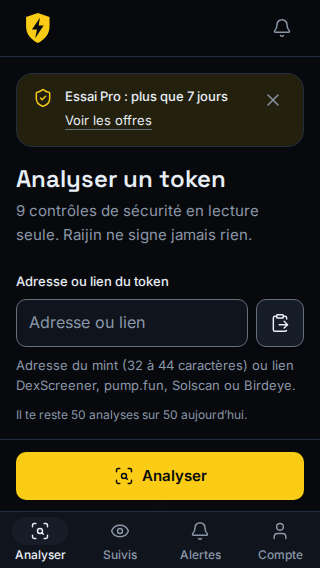 Essai Pro : plus que 7 jours
Voir les offres
Analyser un token
9 contrôles de sécurité en lecture
seule. Raijin ne signe jamais rien.
Adresse ou lien du token
Adresse ou lien
Adresse du mint (32 à 44 caractères) ou lien
DexScreener, pump.fun, Solscan ou Birdeye.
Il te reste 50 analyses sur 50 aujourd'hui.
Analyser
Analyser
Suivis
Alertes
Compte